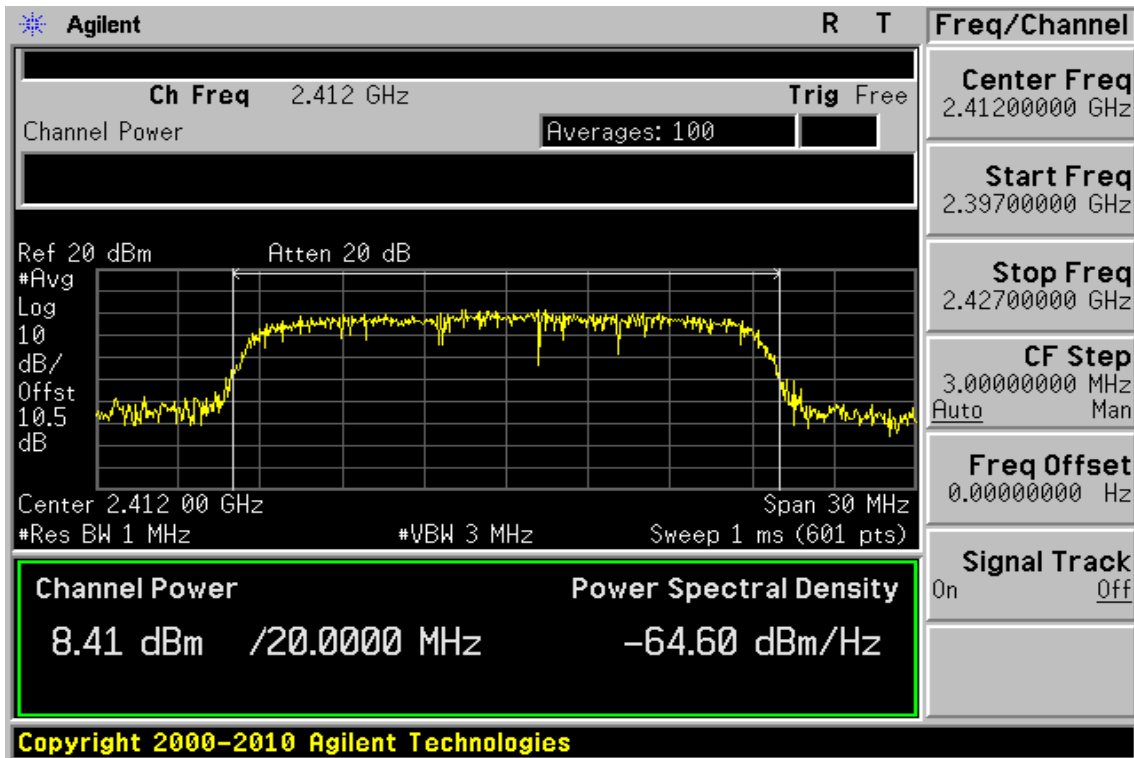 Agilent R T
Freq/Channel
Ch Freq 2.412 GHz Trig Free
Channel Power Averages: 100
Ref 20 dBm Atten 20 dB
#Avg
Log
10
dB/
Offst
10.5
dB
Center 2.412 00 GHz Span 30 MHz
#Res BW 1 MHz #VBW 3 MHz Sweep 1 ms (601 pts)
Channel Power Power Spectral Density
8.41 dBm /20.0000 MHz -64.60 dBm/Hz
Center Freq
2.41200000 GHz
Start Freq
2.39700000 GHz
Stop Freq
2.42700000 GHz
CF Step
3.00000000 MHz
Auto Man
Freq Offset
0.00000000 Hz
Signal Track
On Off
Copyright 2000-2010 Agilent Technologies